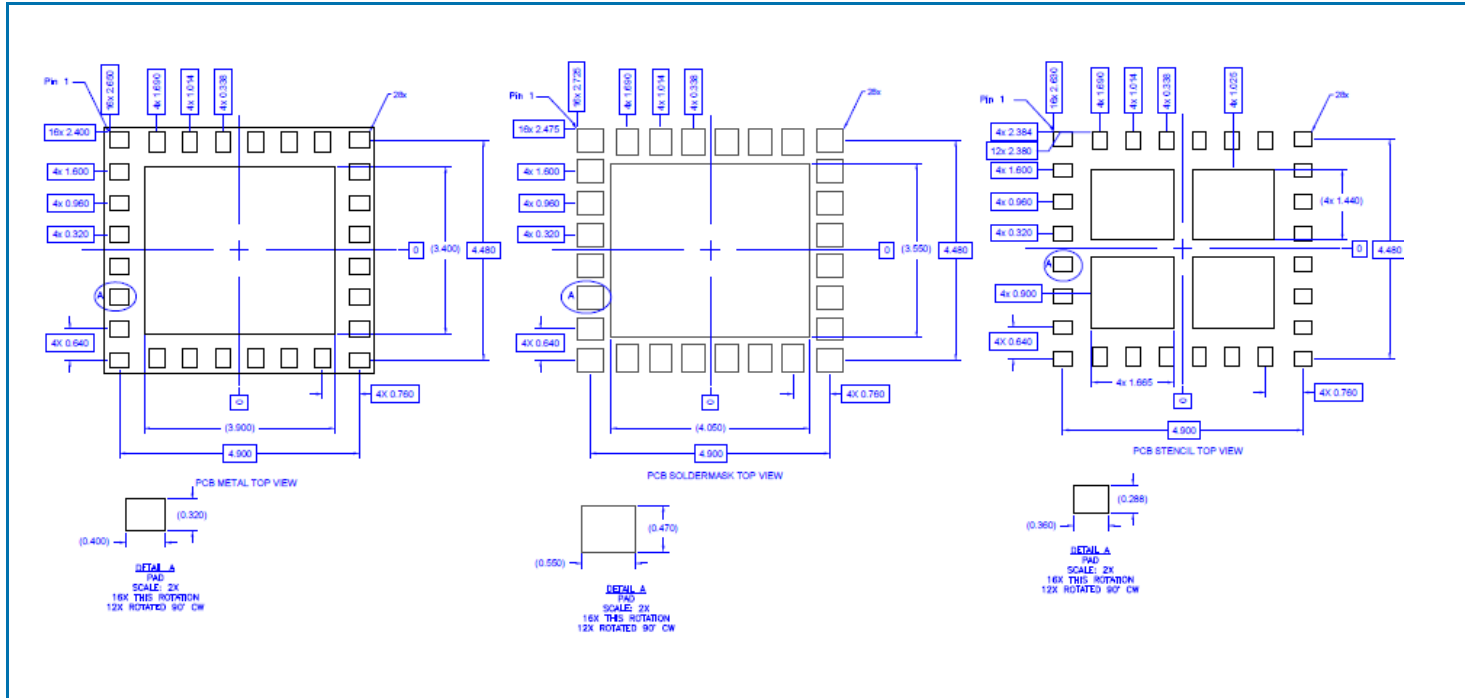 Pin 1
16x 2.650
4x 1.690
4x 1.014
4x 0.338
28x
16x 2.400
4x 1.600
4x 0.960
4x 0.320
0
(3.400)
4.480
A
4X 0.640
4X 0.760
0
(3.900)
4.900
PCB METAL TOP VIEW
(0.320)
(0.400)
DETAIL A
PAD
SCALE: 2X
16X THIS ROTATION
12X ROTATED 90° CW
Pin 1
16x 2.725
4x 1.690
4x 1.014
4x 0.338
28x
16x 2.475
4x 1.600
4x 0.960
4x 0.320
0
(3.550)
4.480
A
4X 0.640
4X 0.760
0
(4.050)
4.900
PCB SOLDERMASK TOP VIEW
(0.470)
(0.550)
DETAIL A
PAD
SCALE: 2X
16X THIS ROTATION
12X ROTATED 90° CW
Pin 1
16x 2.630
4x 1.690
4x 1.014
4x 0.338
4x 1.025
28x
4x 2.384
12x 2.380
4x 1.600
4x 0.960
4x 0.320
(4x 1.440)
0
4.480
A
4x 0.900
4X 0.640
4x 1.665
4X 0.760
0
4.900
PCB STENCIL TOP VIEW
(0.288)
(0.360)
DETAIL A
PAD
SCALE: 2X
16X THIS ROTATION
12X ROTATED 90° CW